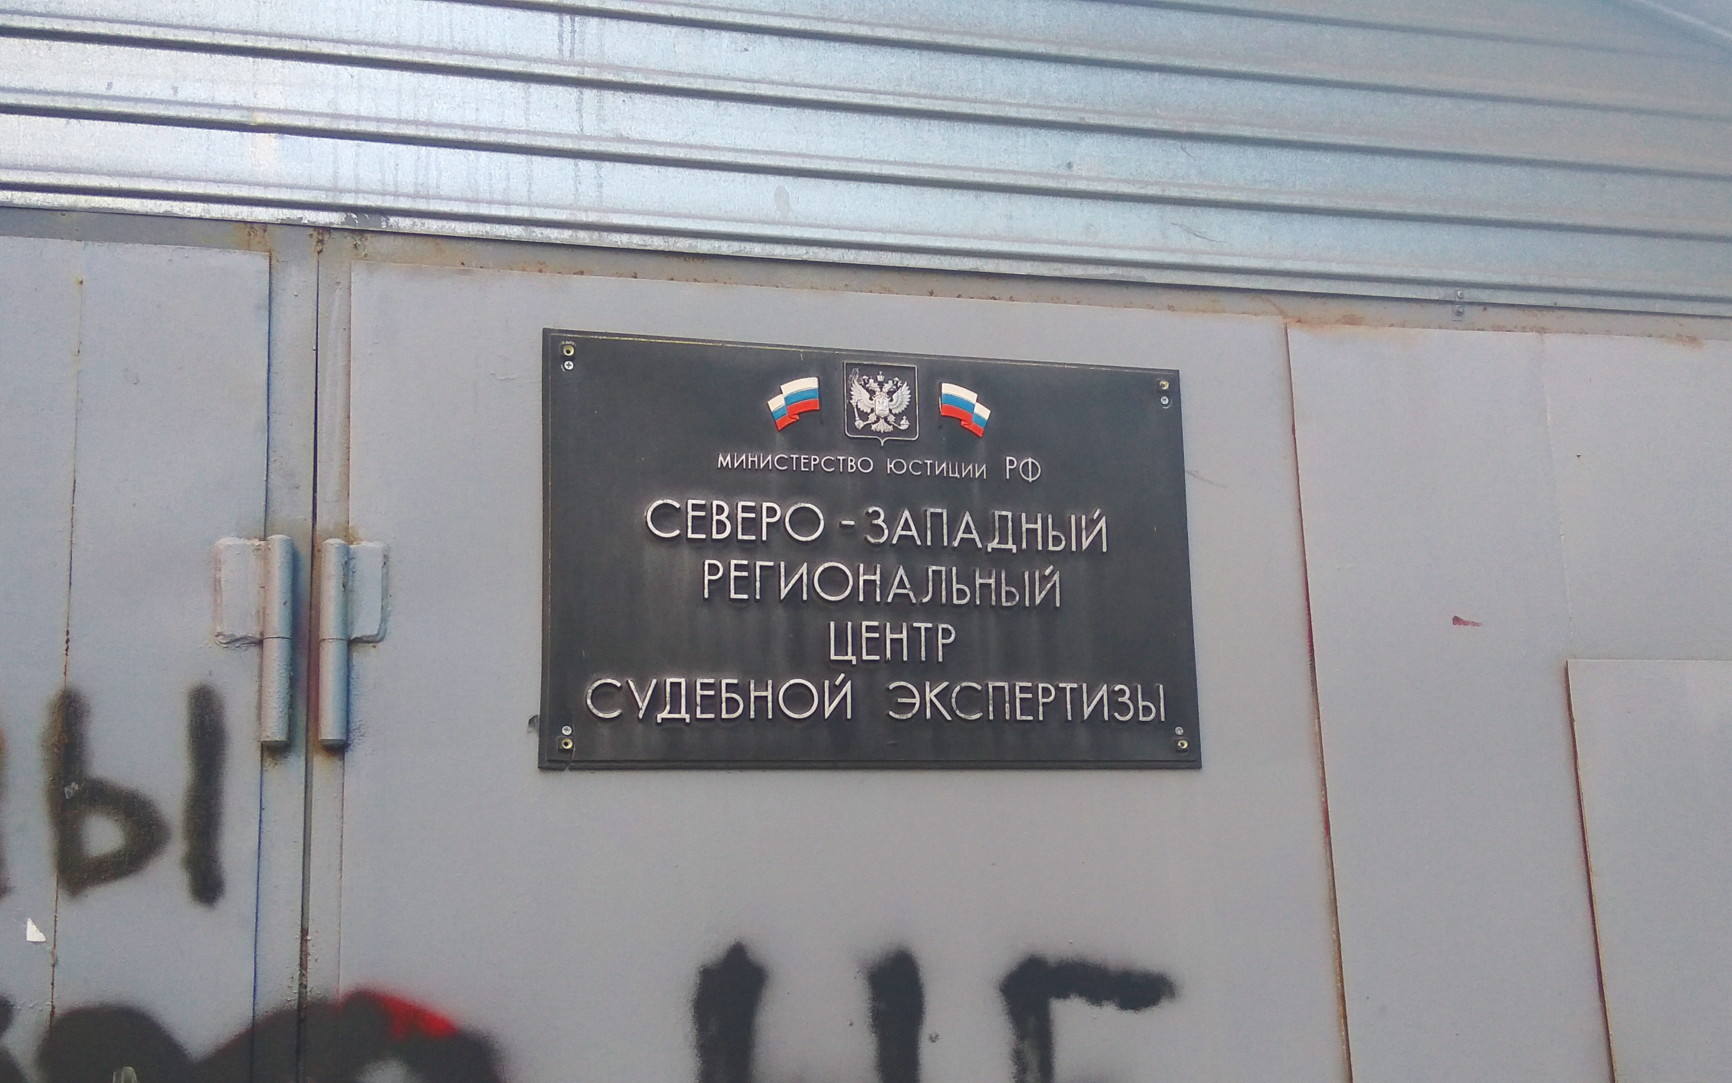 МИНИСТЕРСТВО ЮСТИЦИИ РФ
СЕВЕРО-ЗАПАДНЫЙ
РЕГИОНАЛЬНЫЙ
ЦЕНТР
СУДЕБНОЙ ЭКСПЕРТИЗЫ